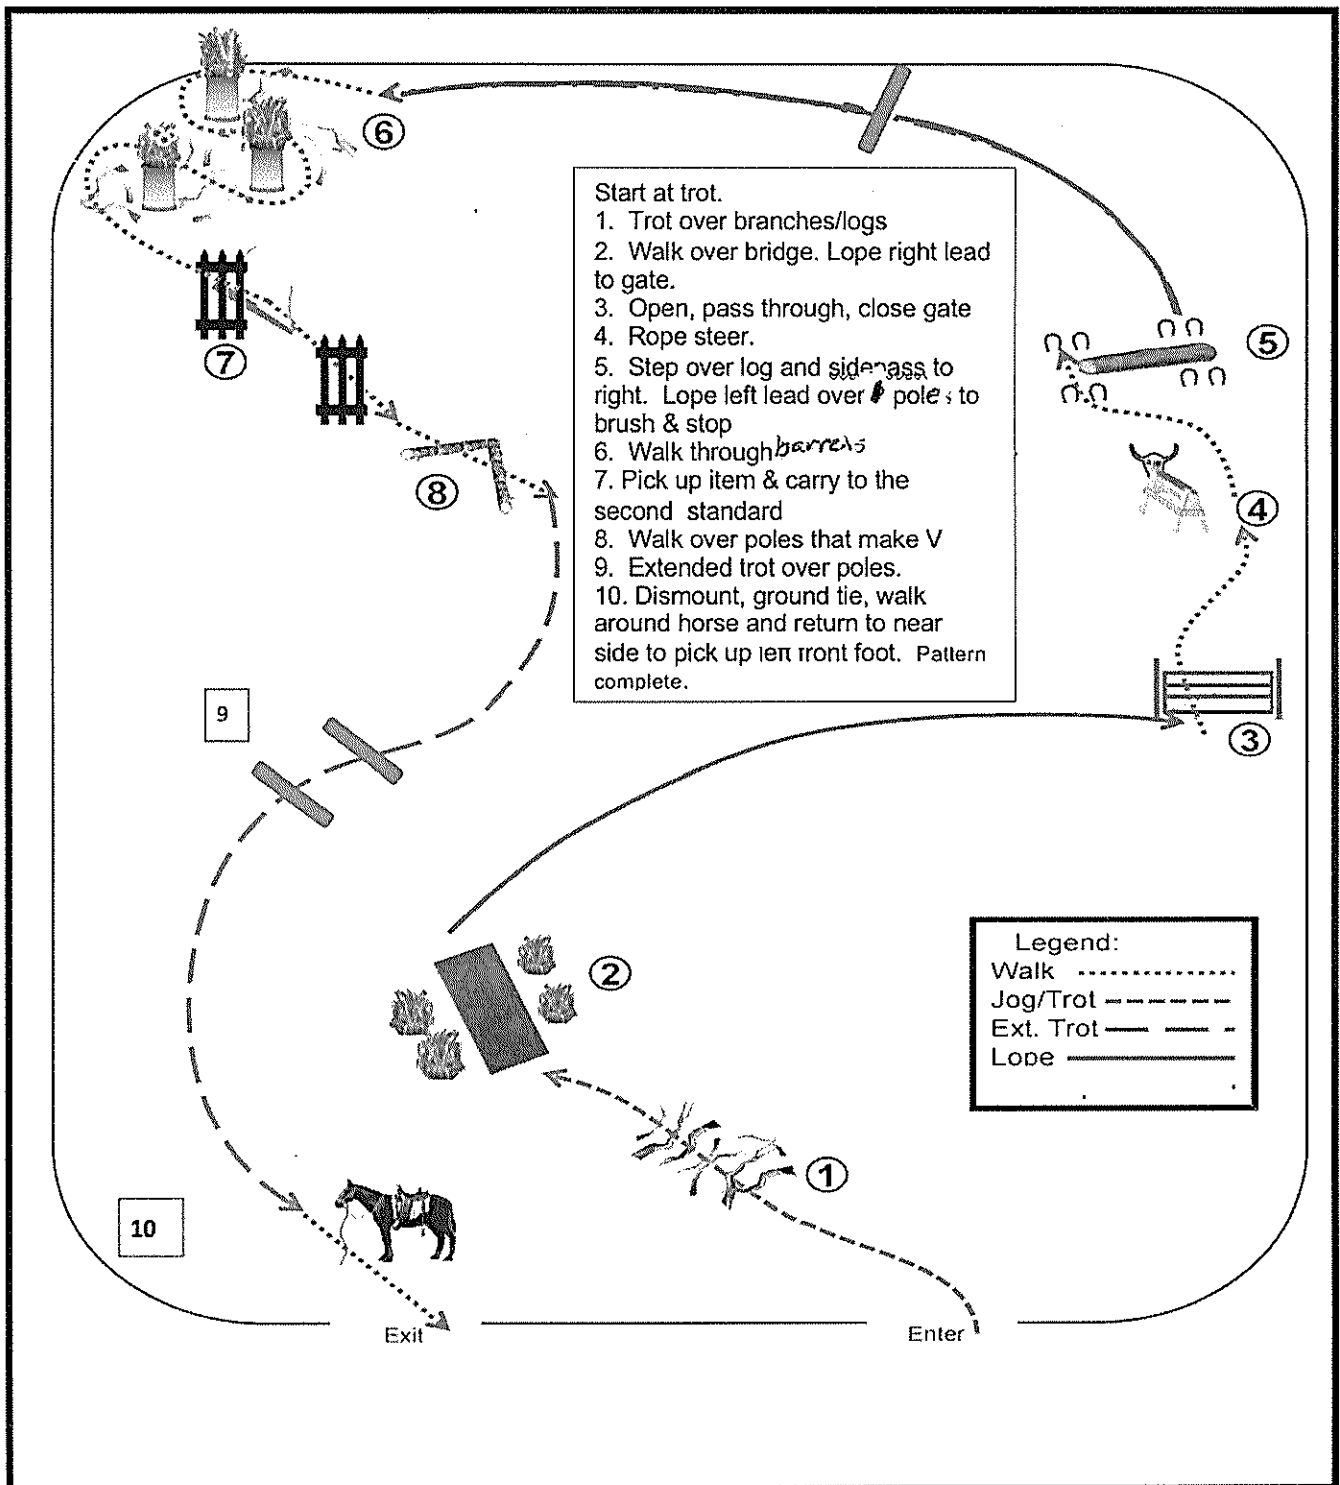 6
Start at trot.
1. Trot over branches/logs
2. Walk over bridge. Lope right lead
to gate.
3. Open, pass through, close gate
4. Rope steer.
5. Step over log and sidepass to
right. Lope left lead over poles to
brush & stop
6. Walk through barrels
7. Pick up item & carry to the
second standard
8. Walk over poles that make V
9. Extended trot over poles.
10. Dismount, ground tie, walk
around horse and return to near
side to pick up left front foot. Pattern
complete.
5
7
8
4
9
3
2
Legend:
Walk
Jog/Trot
Ext. Trot
Lope
1
10
Exit
Enter